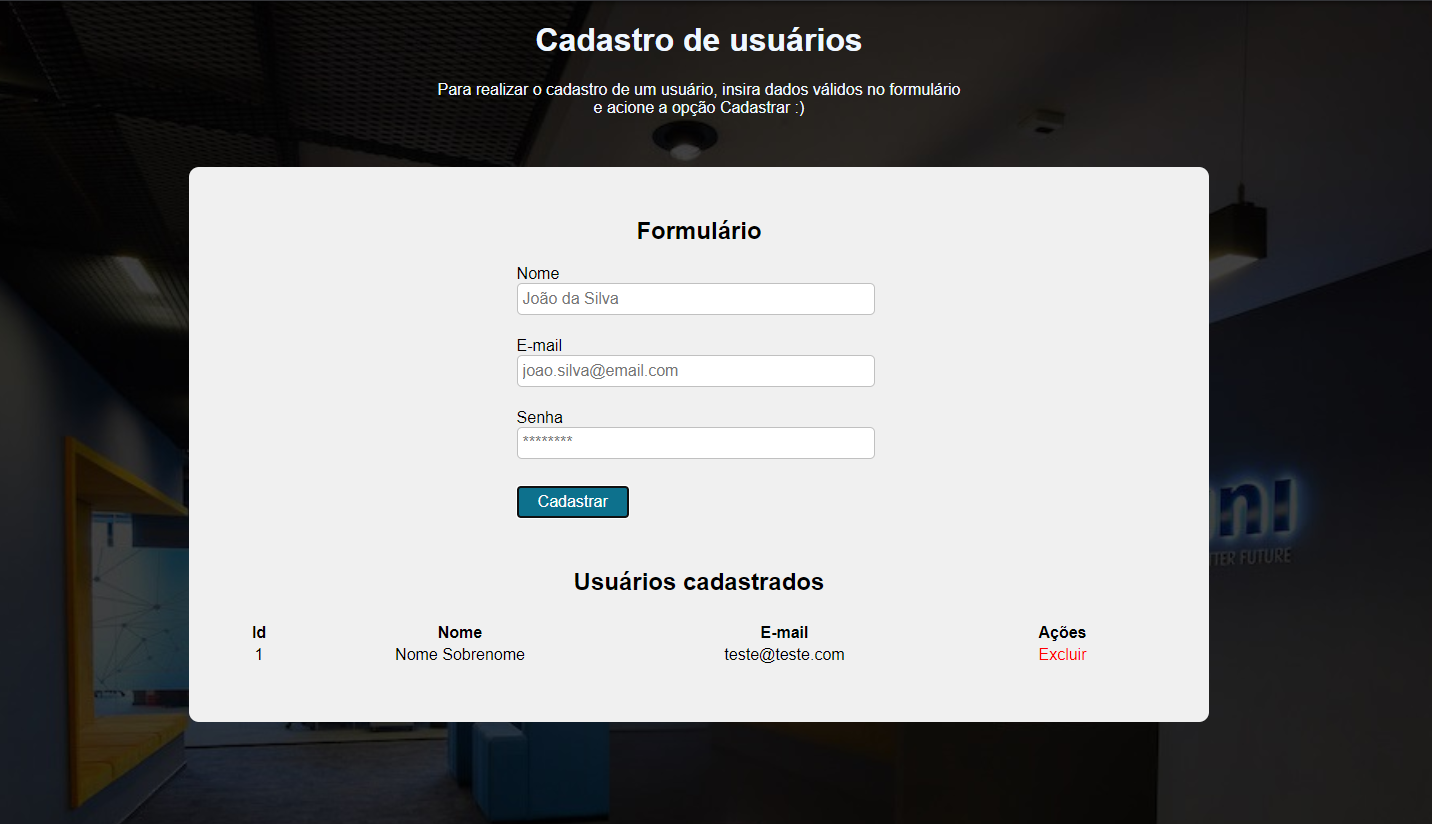 Cadastro de usuários
Para realizar o cadastro de um usuário, insira dados válidos no formulário
e acione a opção Cadastrar :)
Formulário
Nome
João da Silva
E-mail
joao.silva@email.com
Senha
********
Cadastrar
FUTURE
Usuários cadastrados
Id Nome E-mail Ações
1 Nome Sobrenome teste@teste.com Excluir